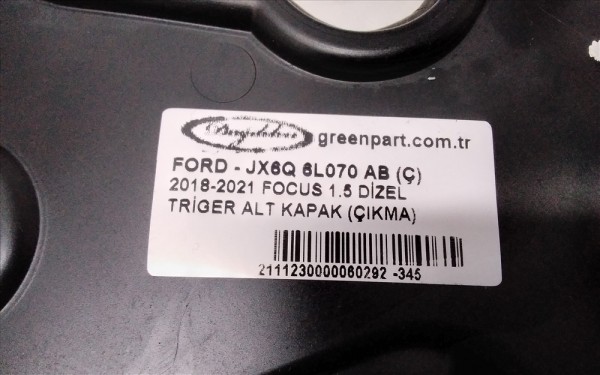 greenpart.com.tr
FORD - JX6Q 6L070 AB (Ç)
2018-2021 FOCUS 1.5 DİZEL
TRİGER ALT KAPAK (ÇIKMA)
2111230000060292 -345